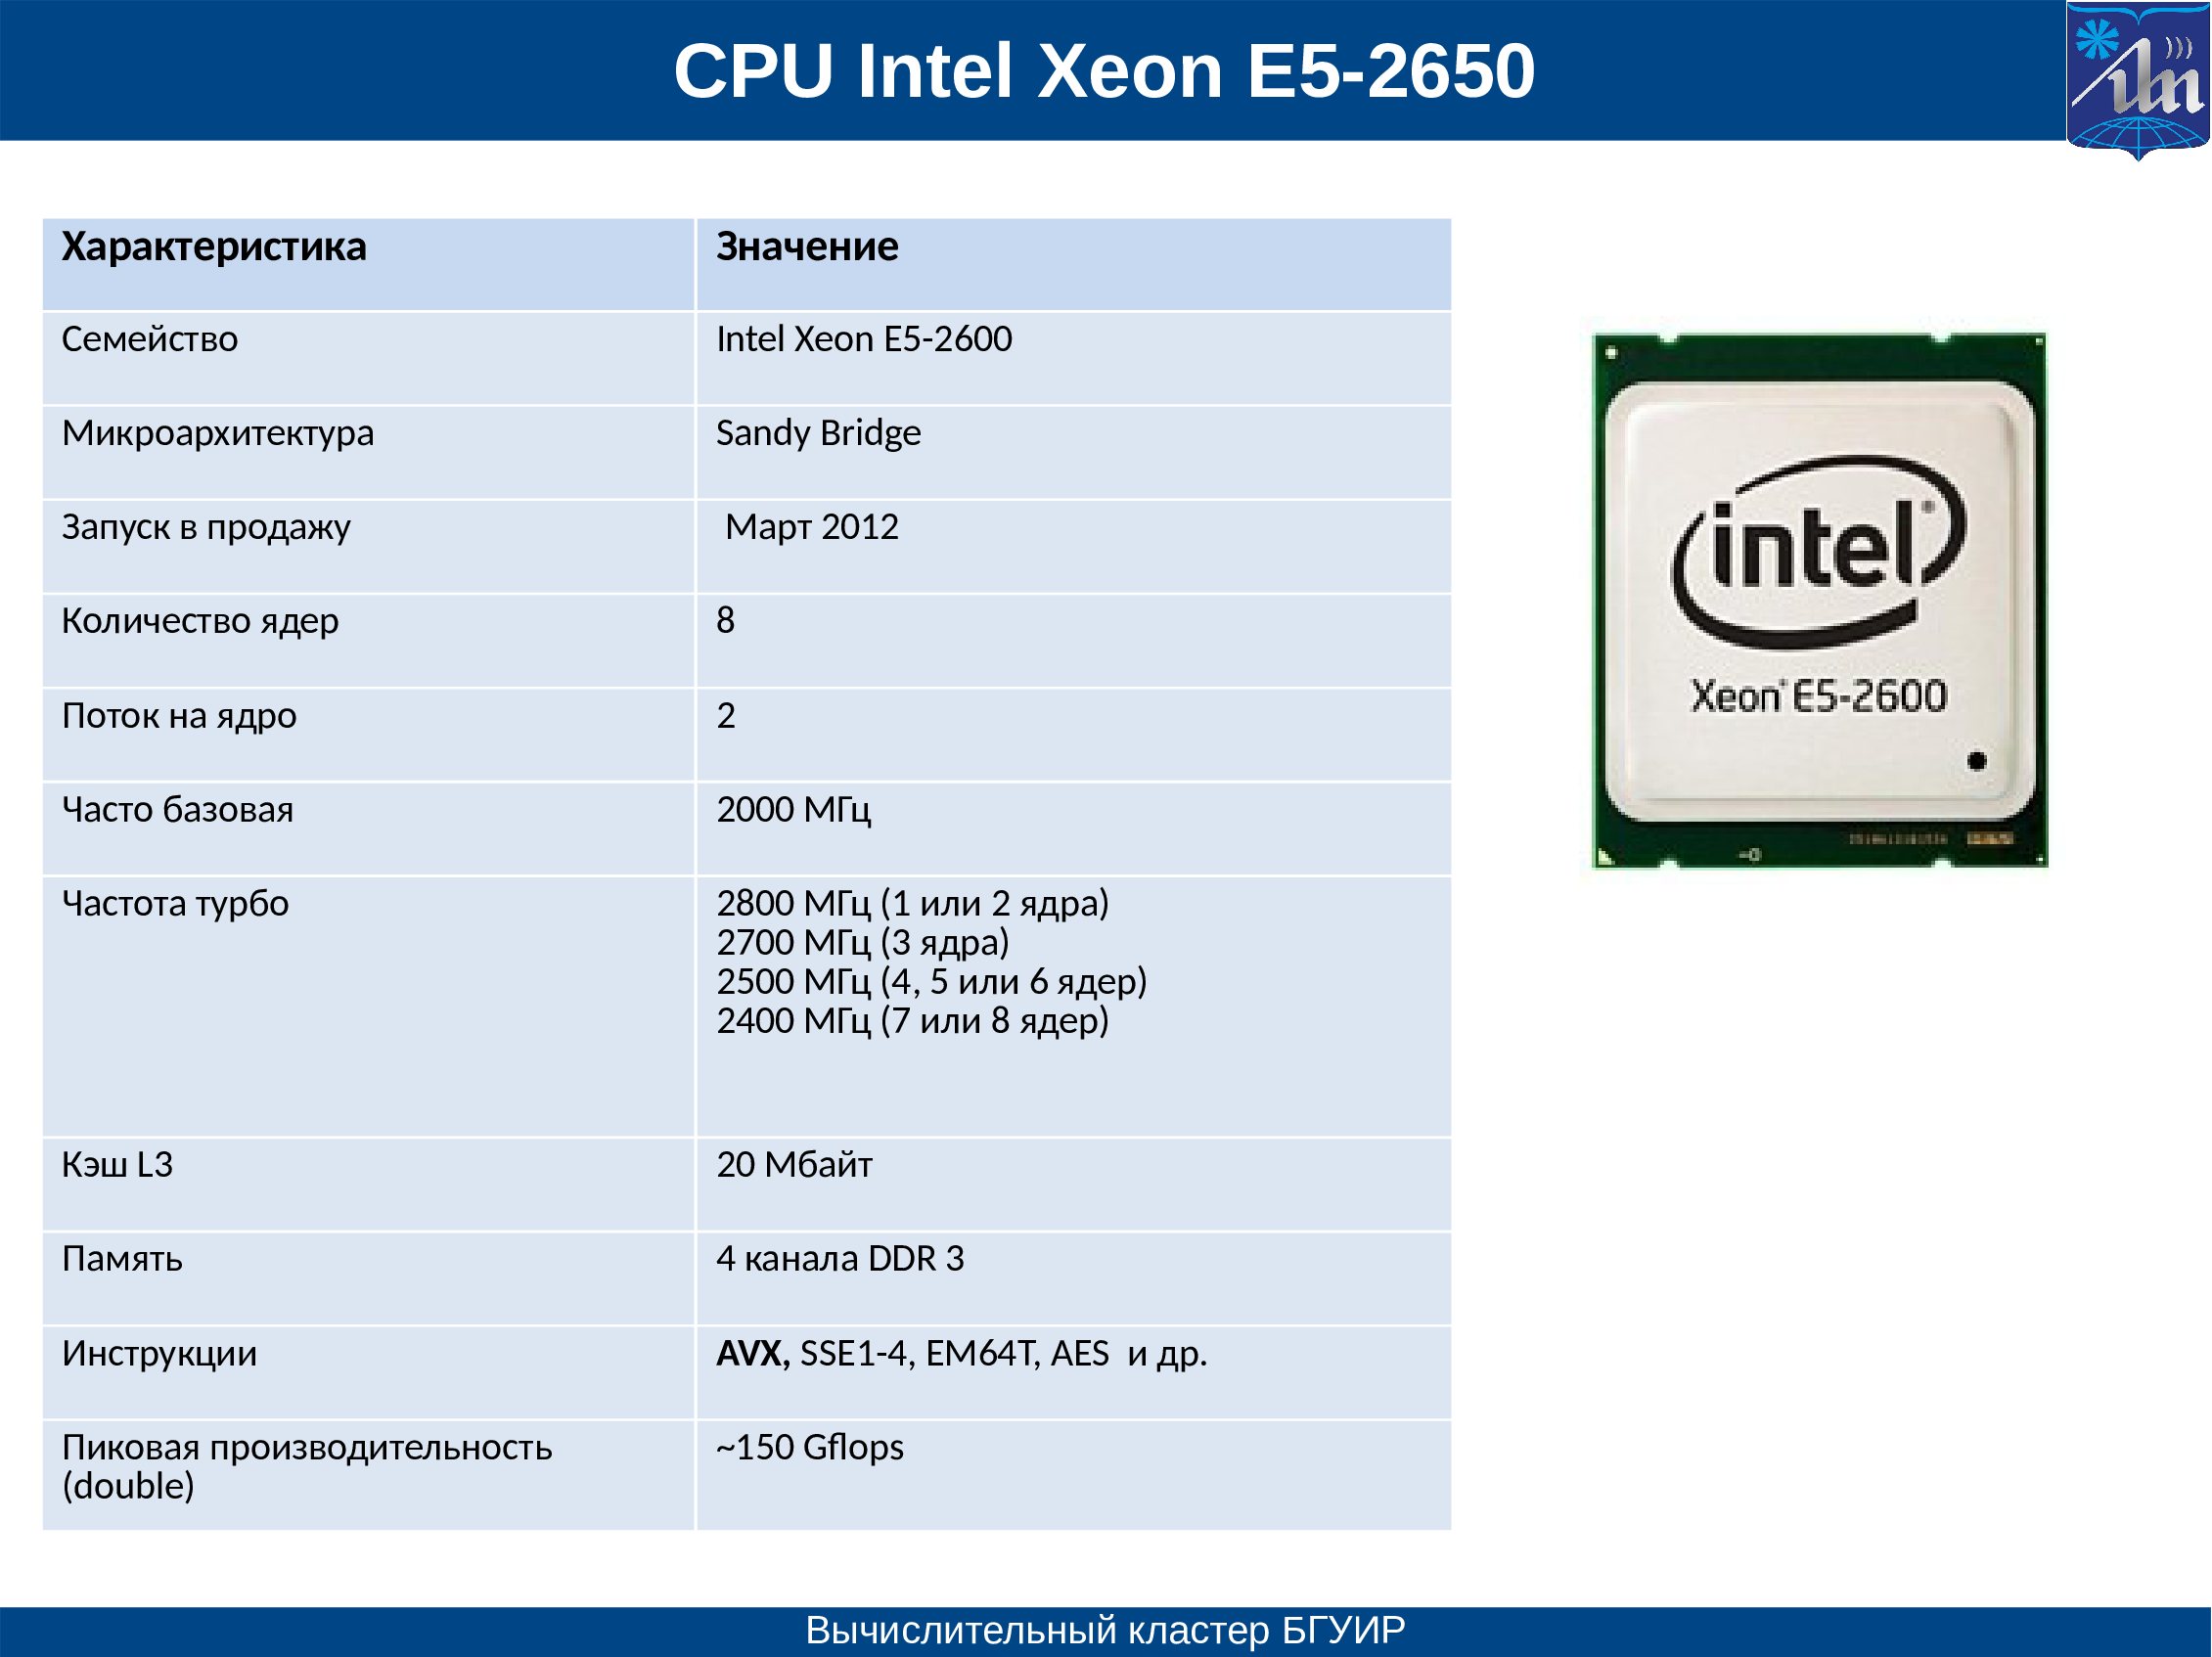 CPU Intel Xeon E5-2650
Характеристика Значение
Семейство Intel Xeon E5-2600
Микроархитектура Sandy Bridge
Запуск в продажу Март 2012
Количество ядер 8
Поток на ядро 2
Часто базовая 2000 МГц
Частота турбо 2800 МГц (1 или 2 ядра)
2700 МГц (3 ядра)
2500 МГц (4, 5 или 6 ядер)
2400 МГц (7 или 8 ядер)
Кэш L3 20 Мбайт
Память 4 канала DDR 3
Инструкции AVX, SSE1-4, EM64T, AES и др.
Пиковая производительность ~150 Gflops
(double)
intel®
Xeon® E5-2600
Вычислительный кластер БГУИР